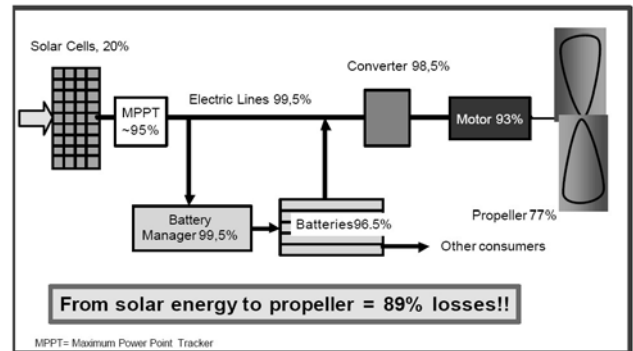 Solar Cells, 20%
Converter 98,5%
Electric Lines 99,5%
MPPT
~95%
Motor 93%
Propeller 77%
Battery
Manager 99,5%
Batteries96.5%
Other consumers
From solar energy to propeller = 89% losses!!
MPPT= Maximum Power Point Tracker